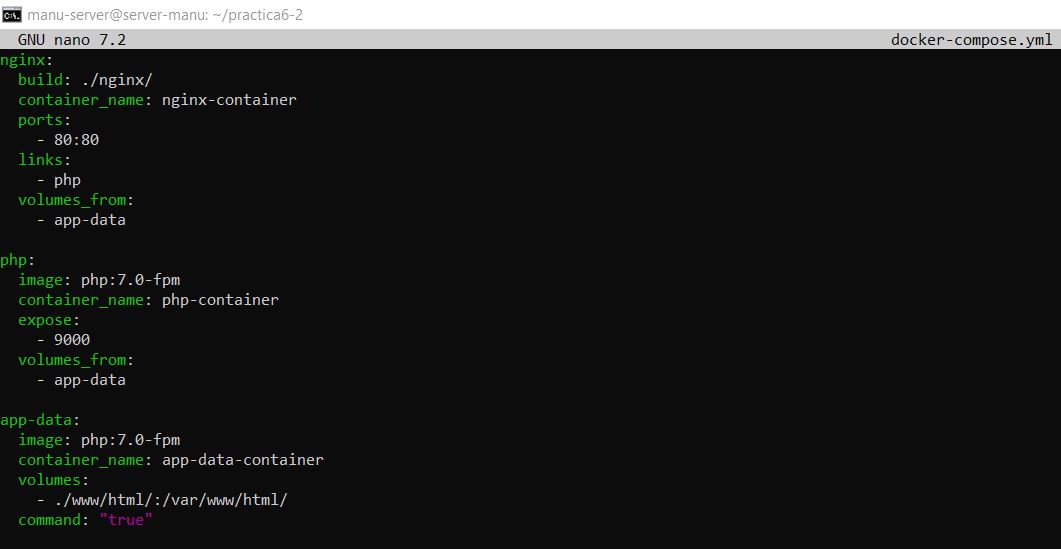 manu-server@server-manu: ~/practica6-2
GNU nano 7.2 docker-compose.yml
nginx:
  build: ./nginx/
  container_name: nginx-container
  ports:
    - 80:80
  links:
    - php
  volumes_from:
    - app-data

php:
  image: php:7.0-fpm
  container_name: php-container
  expose:
    - 9000
  volumes_from:
    - app-data

app-data:
  image: php:7.0-fpm
  container_name: app-data-container
  volumes:
    - ./www/html/:/var/www/html/
  command: "true"